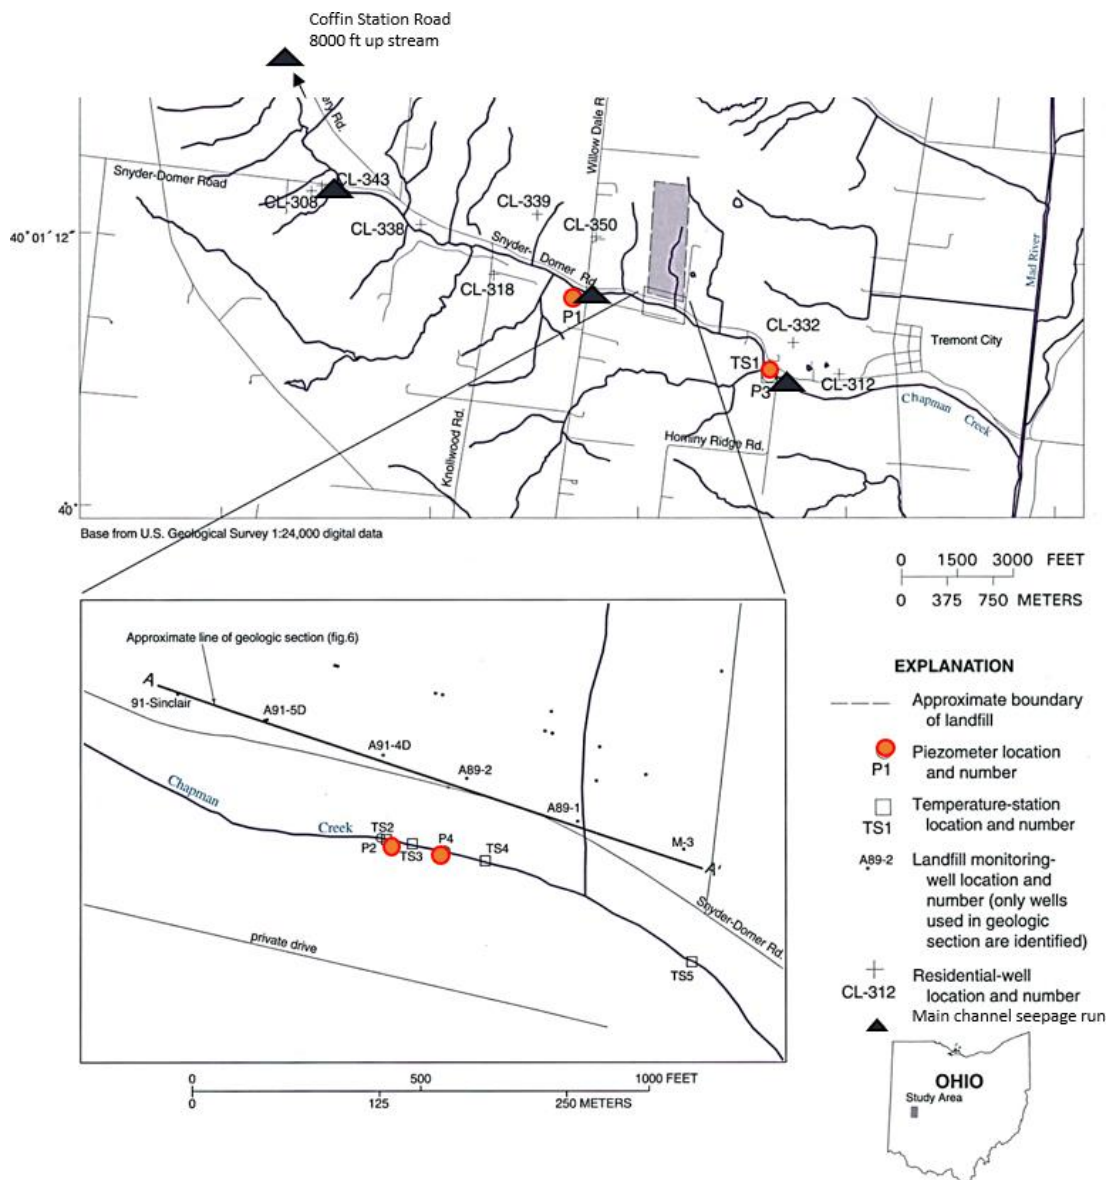 Coffin Station Road
8000 ft up stream
ary Rd.
Willow Dale R
Snyder-Domer Road
CL-343
CL-308
CL-339
CL-338
CL-350
40°01'12"
Snyder-
Domer Rd.
CL-318
P1
Mad River
CL-332
TS1
Tremont City
P3
CL-312
Chapman
Creek
Knollwood Rd.
Hominy Ridge Rd.
40°
Base from U.S. Geological Survey 1:24,000 digital data
0 1500 3000 FEET
0 375 750 METERS
Approximate line of geologic section (fig.6)
A
91-Sinclair
A91-5D
A91-4D
A89-2
A89-1
M-3
A'
Chapman
Creek
TS2
P2
TS3
P4
TS4
Snyder-Domer Rd.
private drive
TS5
0 500 1000 FEET
0 125 250 METERS
EXPLANATION
Approximate boundary
of landfill
Piezometer location
P1 and number
Temperature-station
TS1 location and number
A89-2 Landfill monitoring-
well location and
number (only wells
used in geologic
section are identified)
Residential-well
CL-312 location and number
Main channel seepage run
OHIO
Study Area